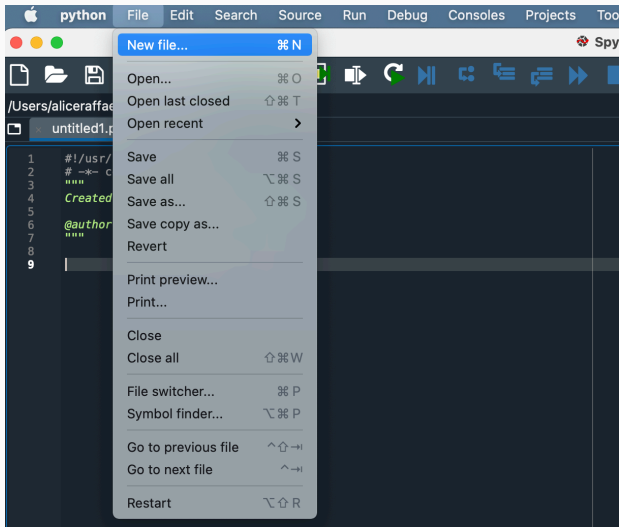 python File Edit Search Source Run Debug Consoles Projects Too
Spy
/Users/aliceraffae
untitled1.p
New file... ⌘ N
Open... ⌘ O
Open last closed ⇧ ⌘ T
Open recent
Save ⌘ S
Save all ⌥ ⌘ S
Save as... ⇧ ⌘ S
Save copy as...
Revert
Print preview...
Print...
Close
Close all ⇧ ⌘ W
File switcher... ⌘ P
Symbol finder... ⌥ ⌘ P
Go to previous file ^ ⇧ ⇥
Go to next file ^ ⇥
Restart ⌥ ⇧ R
1 #!/usr/
2 # -*- c
3 """
4 Created
5
6 @author
7 """
8
9